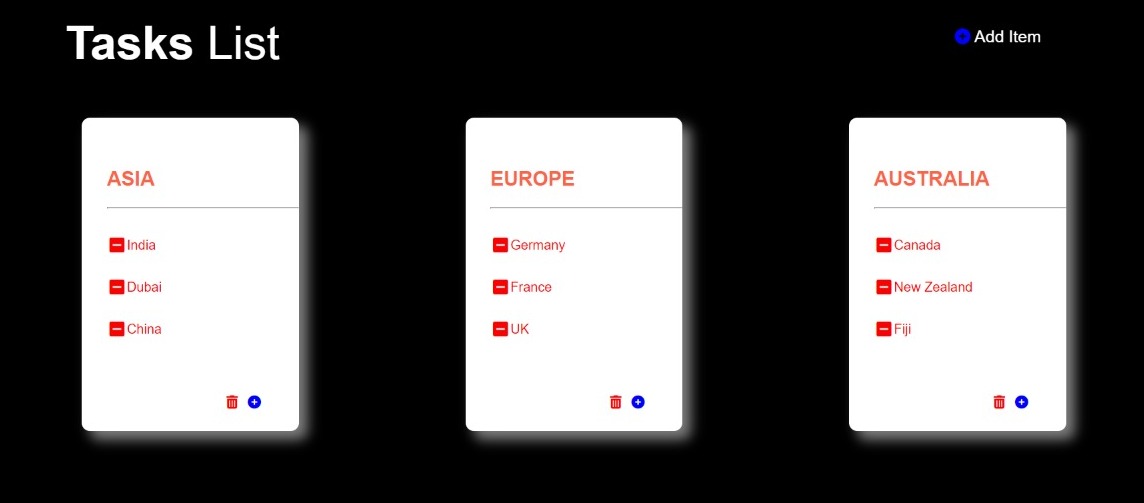 Tasks List
Add Item
ASIA
India
Dubai
China
EUROPE
Germany
France
UK
AUSTRALIA
Canada
New Zealand
Fiji